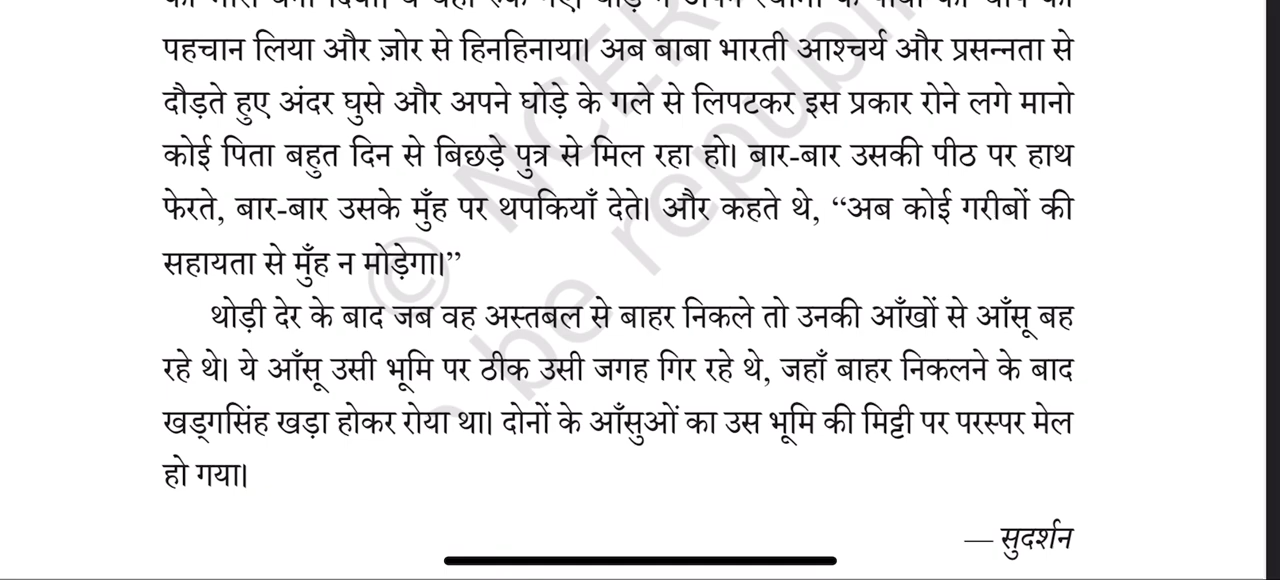 पहचान लिया और ज़ोर से हिनहिनाया। अब बाबा भारती आश्चर्य और प्रसन्नता से
दौड़ते हुए अंदर घुसे और अपने घोड़े के गले से लिपटकर इस प्रकार रोने लगे मानो
कोई पिता बहुत दिन से बिछड़े पुत्र से मिल रहा हो। बार-बार उसकी पीठ पर हाथ
फेरते, बार-बार उसके मुँह पर थपकियाँ देते। और कहते थे, “अब कोई गरीबों की
सहायता से मुँह न मोड़ेगा।”
थोड़ी देर के बाद जब वह अस्तबल से बाहर निकले तो उनकी आँखों से आँसू बह
रहे थे। ये आँसू उसी भूमि पर ठीक उसी जगह गिर रहे थे, जहाँ बाहर निकलने के बाद
खड्गसिंह खड़ा होकर रोया था। दोनों के आँसुओं का उस भूमि की मिट्टी पर परस्पर मेल
हो गया।
— सुदर्शन
© NCER
be republi